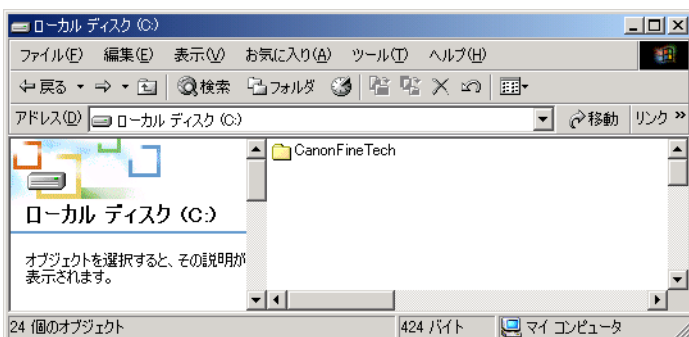 ローカル ディスク (C:)
ファイル(F) 編集(E) 表示(V) お気に入り(A) ツール(T) ヘルプ(H)
戻る 検索 フォルダ
アドレス(D) ローカル ディスク (C:) 移動 リンク »
CanonFineTech
ローカル ディスク (C:)
オブジェクトを選択すると、その説明が
表示されます。
24 個のオブジェクト 424 バイト マイ コンピュータ